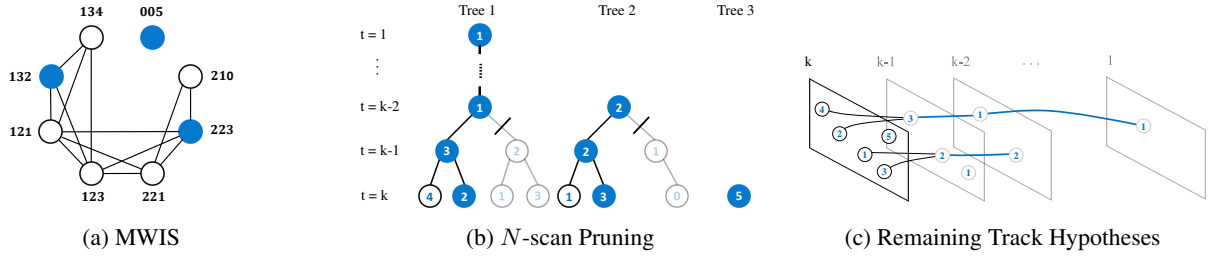 134 005
132 210
121 223
123 221
(a) MWIS
Tree 1 Tree 2 Tree 3
t = 1 1
⋮
t = k-2 1 2
t = k-1 3 2 2 1
t = k 4 2 1 3 1 3 0 5
(b) N-scan Pruning
k k-1 k-2 . . . 1
4 3 1 1
2 5
1 2 2
3 1
(c) Remaining Track Hypotheses